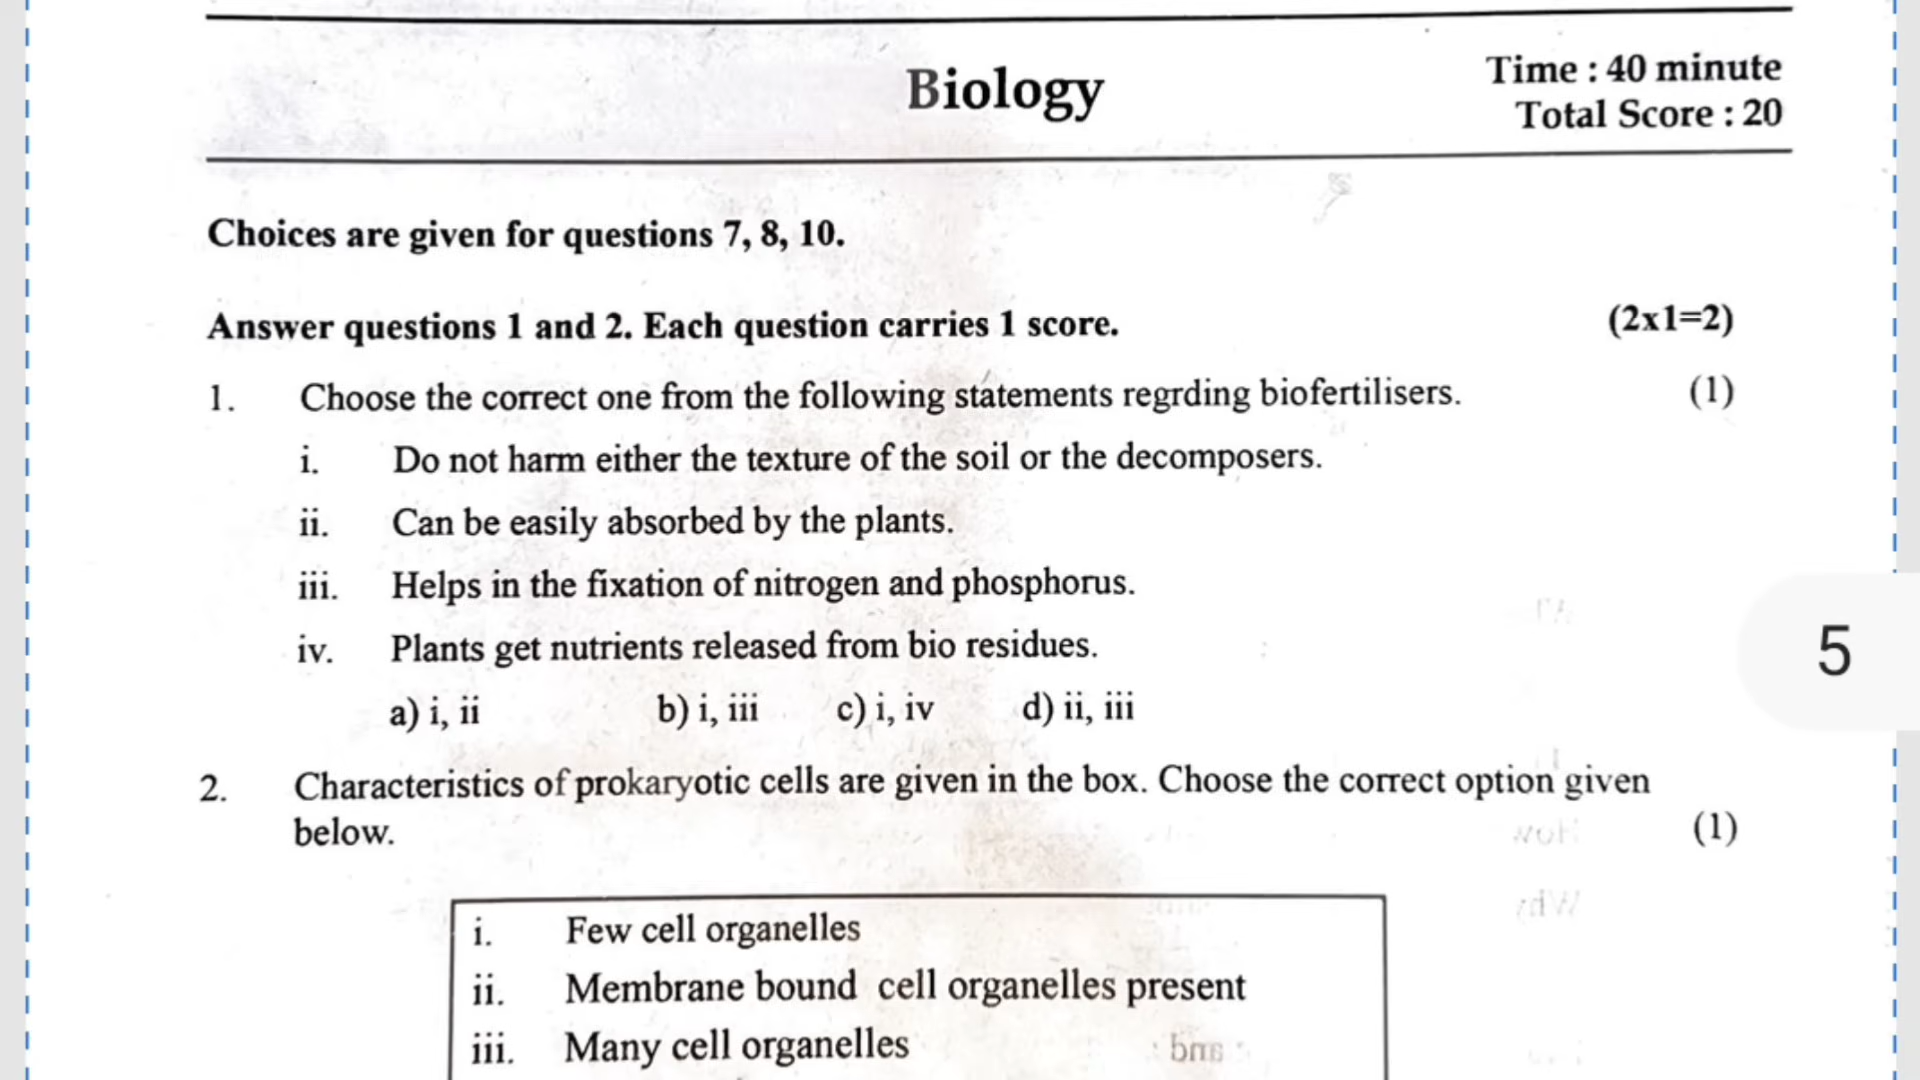 Biology
Time : 40 minute
Total Score : 20
Choices are given for questions 7, 8, 10.
Answer questions 1 and 2. Each question carries 1 score. (2x1=2)
1. Choose the correct one from the following statements regrding biofertilisers. (1)
i. Do not harm either the texture of the soil or the decomposers.
ii. Can be easily absorbed by the plants.
iii. Helps in the fixation of nitrogen and phosphorus.
iv. Plants get nutrients released from bio residues.
5
a) i, ii b) i, iii c) i, iv d) ii, iii
2. Characteristics of prokaryotic cells are given in the box. Choose the correct option given
below. (1)
i. Few cell organelles
ii. Membrane bound cell organelles present
iii. Many cell organelles